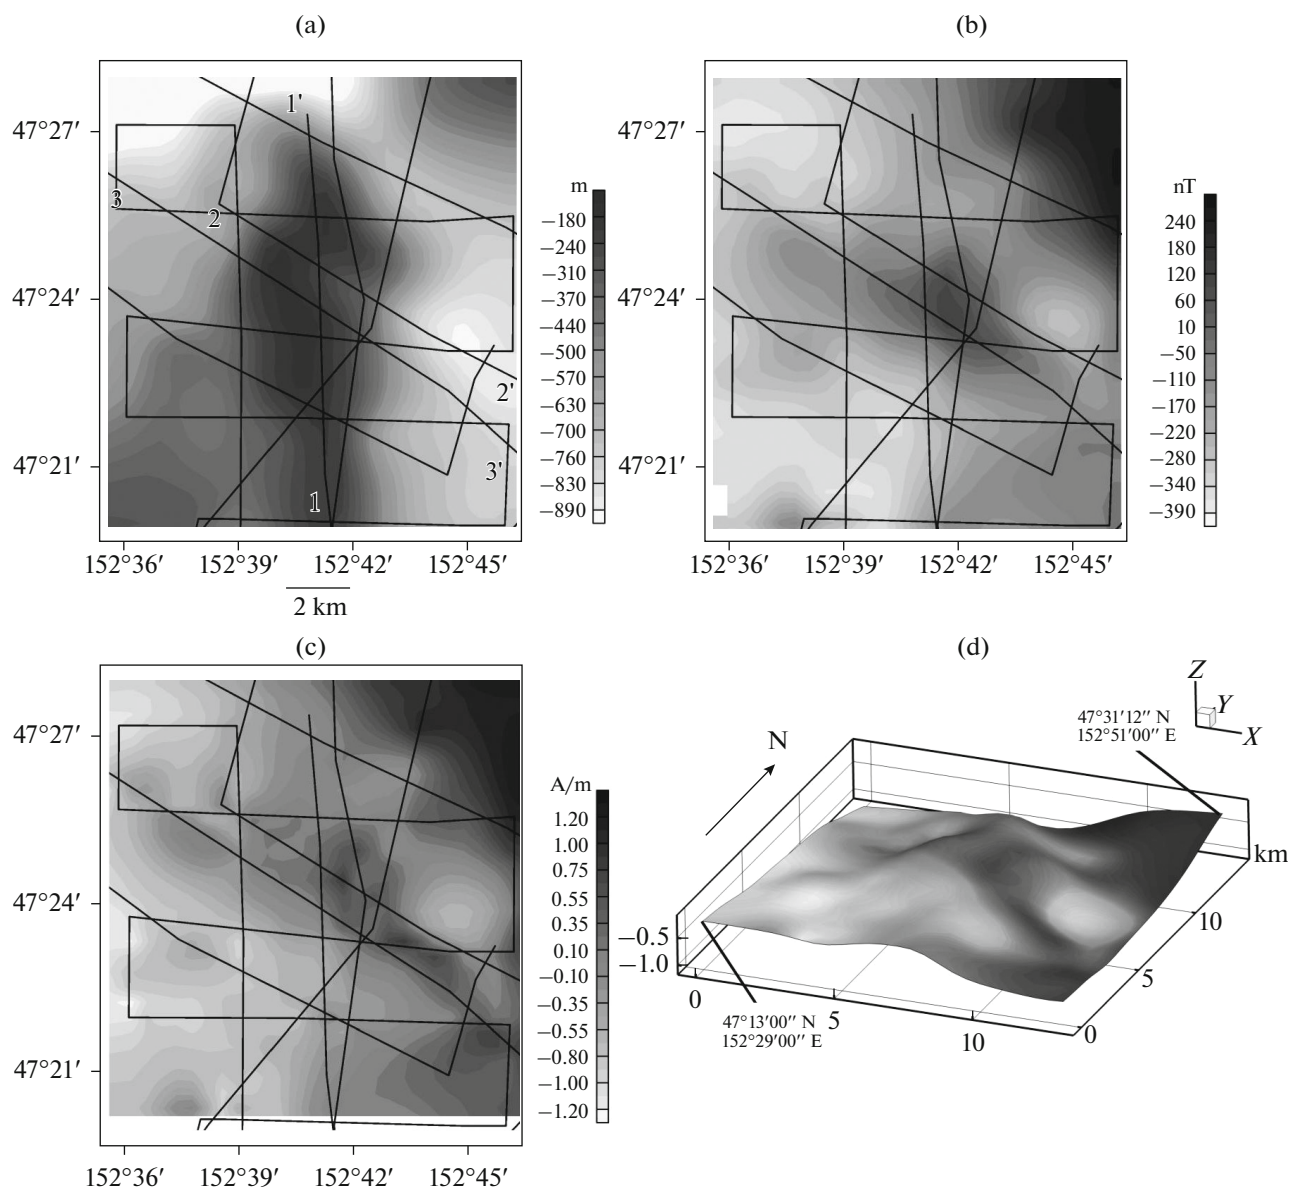 (a)
(b)
1'
47°27′
3
2
47°24′
2'
3'
47°21′
1
m
−180
−240
−310
−370
−440
−500
−570
−630
−700
−760
−830
−890
152°36′ 152°39′ 152°42′ 152°45′
2 km
47°27′
47°24′
47°21′
nT
240
180
120
60
10
−50
−110
−170
−220
−280
−340
−390
152°36′ 152°39′ 152°42′ 152°45′
(c)
(d)
47°27′
47°24′
47°21′
A/m
1.20
1.00
0.75
0.55
0.35
0.10
−0.10
−0.35
−0.55
−0.80
−1.00
−1.20
152°36′ 152°39′ 152°42′ 152°45′
Z
Y
X
47°31′12′′ N
152°51′00′′ E
N
km
10
5
0
−0.5
−1.0
0
5
10
47°13′00′′ N
152°29′00′′ E